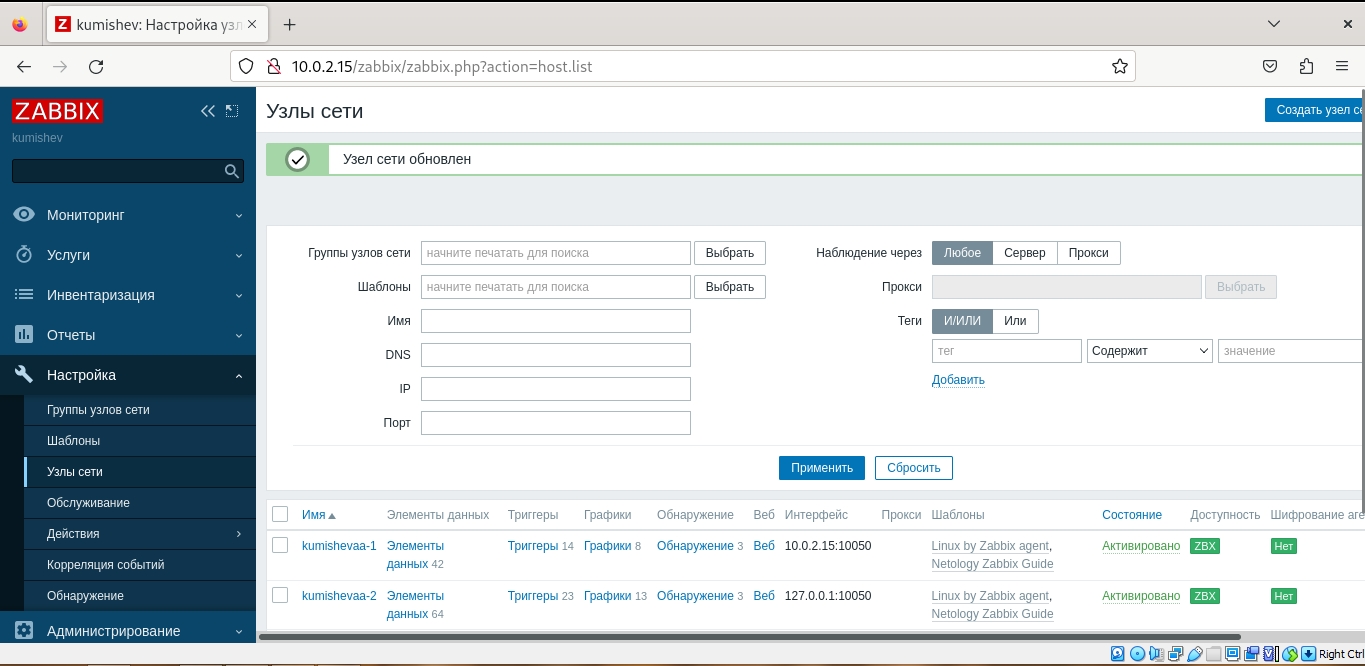 kumishev: Настройка узл
10.0.2.15/zabbix/zabbix.php?action=host.list
ZABBIX
kumishev
Мониторинг
Услуги
Инвентаризация
Отчеты
Настройка
Группы узлов сети
Шаблоны
Узлы сети
Обслуживание
Действия
Корреляция событий
Обнаружение
Администрирование
Узлы сети
Создать узел се
Узел сети обновлен
Группы узлов сети начните печатать для поиска Выбрать
Шаблоны начните печатать для поиска Выбрать
Имя
DNS
IP
Порт
Наблюдение через Любое Сервер Прокси
Прокси Выбрать
Теги И/ИЛИ Или
тег Содержит значение
Добавить
Применить Сбросить
Имя Элементы данных Триггеры Графики Обнаружение Веб Интерфейс Прокси Шаблоны Состояние Доступность Шифрование аге
kumishevaa-1 Элементы Триггеры 14 Графики 8 Обнаружение 3 Веб 10.0.2.15:10050 Linux by Zabbix agent, Активировано ZBX Нет
данных 42 Netology Zabbix Guide
kumishevaa-2 Элементы Триггеры 23 Графики 13 Обнаружение 3 Веб 127.0.0.1:10050 Linux by Zabbix agent, Активировано ZBX Нет
данных 64 Netology Zabbix Guide
Right Ctrl